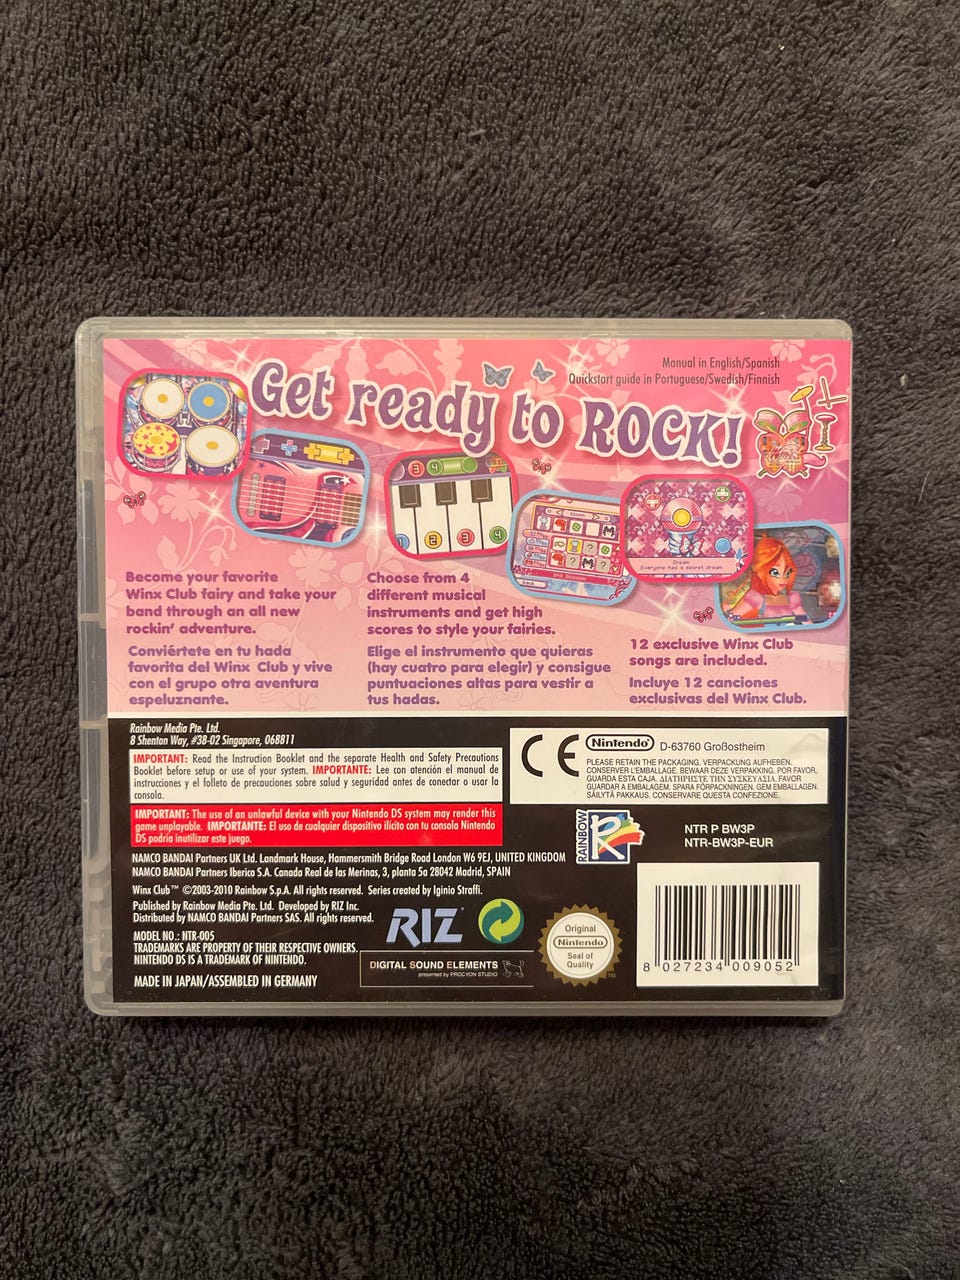 Manual in English/Spanish
Quickstart guide in Portuguese/Swedish/Finnish
Get ready to ROCK!
Dream
Everyone has a secret dream
pink blossom
back
Become your favorite
Winx Club fairy and take your
band through an all new
rockin' adventure.
Conviértete en tu hada
favorita del Winx Club y vive
con el grupo otra aventura
espeluznante.
Choose from 4
different musical
instruments and get high
scores to style your fairies.
Elige el instrumento que quieras
(hay cuatro para elegir) y consigue
puntuaciones altas para vestir a
tus hadas.
12 exclusive Winx Club
songs are included.
Incluye 12 canciones
exclusivas del Winx Club.
Rainbow Media Pte. Ltd.
8 Shenton Way, #38-02 Singapore, 068811
IMPORTANT: Read the Instruction Booklet and the separate Health and Safety Precautions
Booklet before setup or use of your system. IMPORTANTE: Lee con atención el manual de
instrucciones y el folleto de precauciones sobre salud y seguridad antes de conectar o usar la
consola.
IMPORTANT: The use of an unlawful device with your Nintendo DS system may render this
game unplayable. IMPORTANTE: El uso de cualquier dispositivo ilícito con tu consola Nintendo
DS podría inutilizar este juego.
CE Nintendo D-63760 Großostheim
PLEASE RETAIN THE PACKAGING. VERPACKUNG AUFHEBEN.
CONSERVER L'EMBALLAGE. BEWAAR DEZE VERPAKKING. POR FAVOR,
GUARDA ESTA CAJA. ΔΙΑΤΗΡΗΣΤΕ ΤΗΝ ΣΥΣΚΕΥΑΣΙΑ. FAVOR
GUARDAR A EMBALAGEM. SPARA FÖRPACKNINGEN. GEM EMBALLAGEN.
SÄILYTÄ PAKKAUS. CONSERVARE QUESTA CONFEZIONE.
RAINBOW
R
NTR P BW3P
NTR-BW3P-EUR
NAMCO BANDAI Partners UK Ltd. Landmark House, Hammersmith Bridge Road London W6 9EJ, UNITED KINGDOM
NAMCO BANDAI Partners Iberica S.A. Canada Real de las Merinas, 3, planta 5a 28042 Madrid, SPAIN
Winx Club™ ©2003-2010 Rainbow S.p.A. All rights reserved. Series created by Iginio Straffi.
Published by Rainbow Media Pte. Ltd. Developed by RIZ Inc.
Distributed by NAMCO BANDAI Partners SAS. All rights reserved.
MODEL NO.: NTR-005
TRADEMARKS ARE PROPERTY OF THEIR RESPECTIVE OWNERS.
NINTENDO DS IS A TRADEMARK OF NINTENDO.
MADE IN JAPAN/ASSEMBLED IN GERMANY
RIZ
DIGITAL SOUND ELEMENTS
presented by PROCYON STUDIO
Original
Nintendo
Seal of
Quality
TM
8 027234 009052